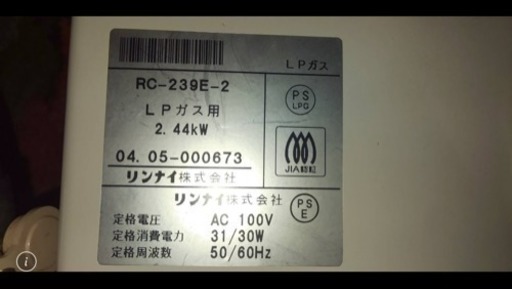 LPガス
RC-239E-2
LPガス用
2. 44kW
PS
LPG
JIA認証
04. 05-000673
リンナイ株式会社
リンナイ株式会社
PS
E
定格電圧 AC 100V
定格消費電力 31/30W
定格周波数 50/60Hz